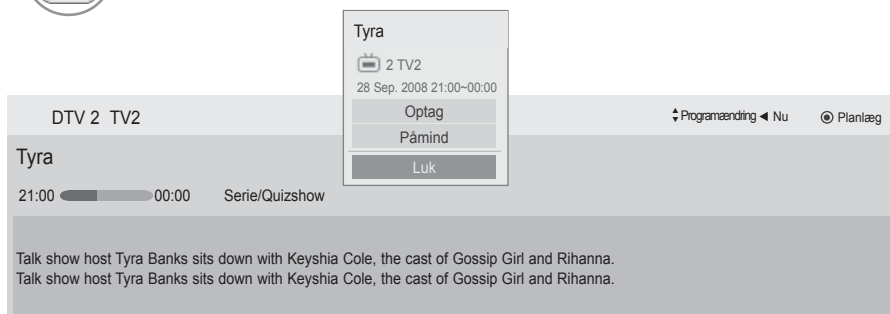 Tyra
2 TV2
28 Sep. 2008 21:00~00:00
Optag
Påmind
Luk
DTV 2 TV2
Programændring ◀ Nu
Planlæg
Tyra
21:00 00:00 Serie/Quizshow
Talk show host Tyra Banks sits down with Keyshia Cole, the cast of Gossip Girl and Rihanna.
Talk show host Tyra Banks sits down with Keyshia Cole, the cast of Gossip Girl and Rihanna.